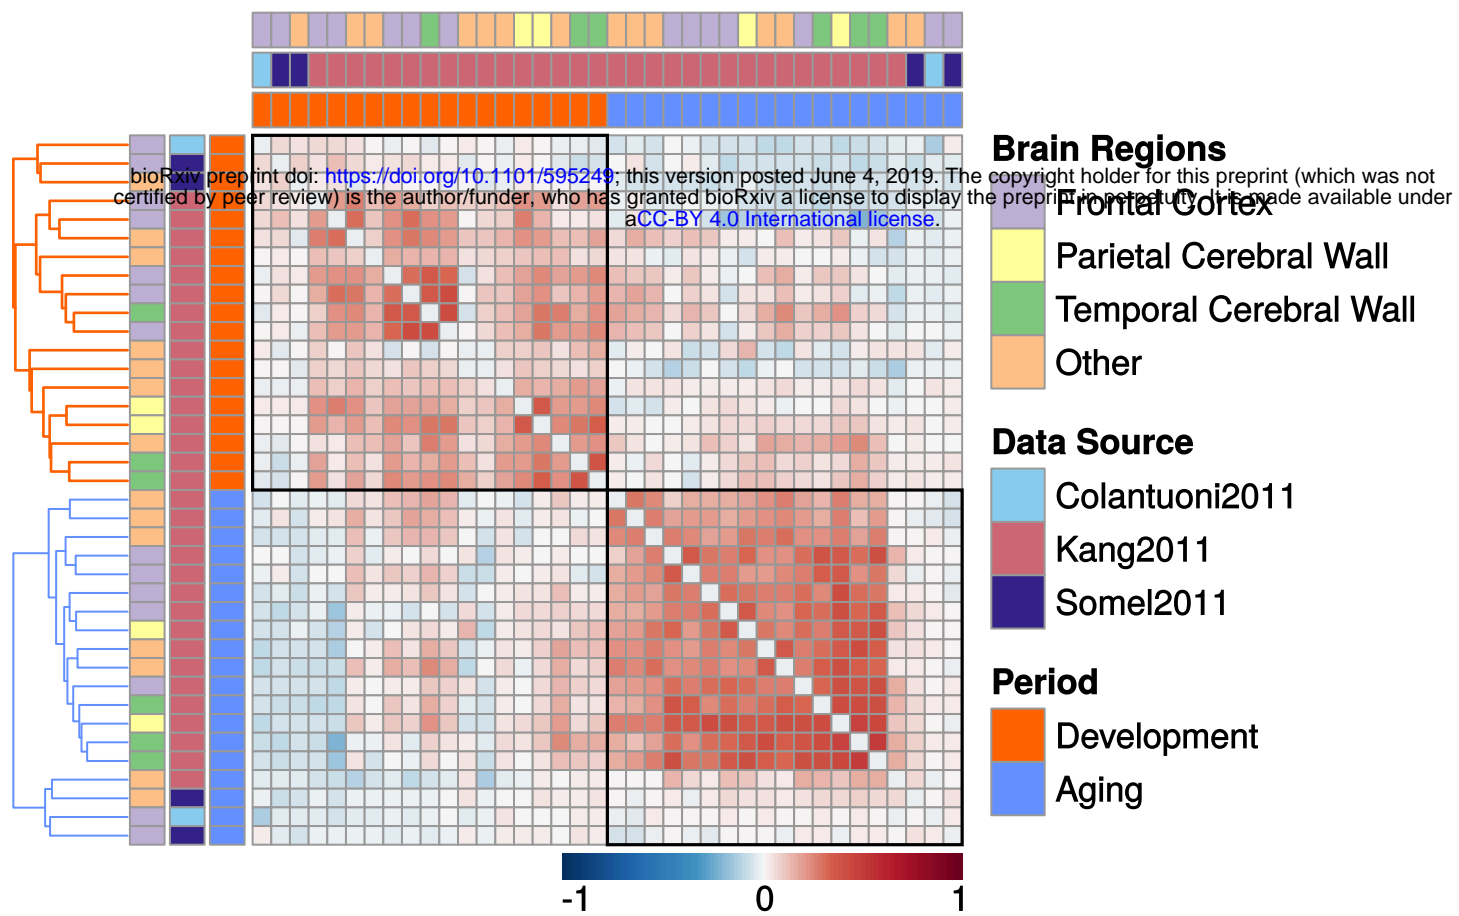 Brain Regions
bioRxiv preprint doi: https://doi.org/10.1101/595249; this version posted June 4, 2019. The copyright holder for this preprint (which was not
certified by peer review) is the author/funder, who has granted bioRxiv a license to display the preprint in perpetuity. It is made available under
aCC-BY 4.0 International license.
Frontal Cortex
Parietal Cerebral Wall
Temporal Cerebral Wall
Other
Data Source
Colantuoni2011
Kang2011
Somel2011
Period
Development
Aging
-1 0 1